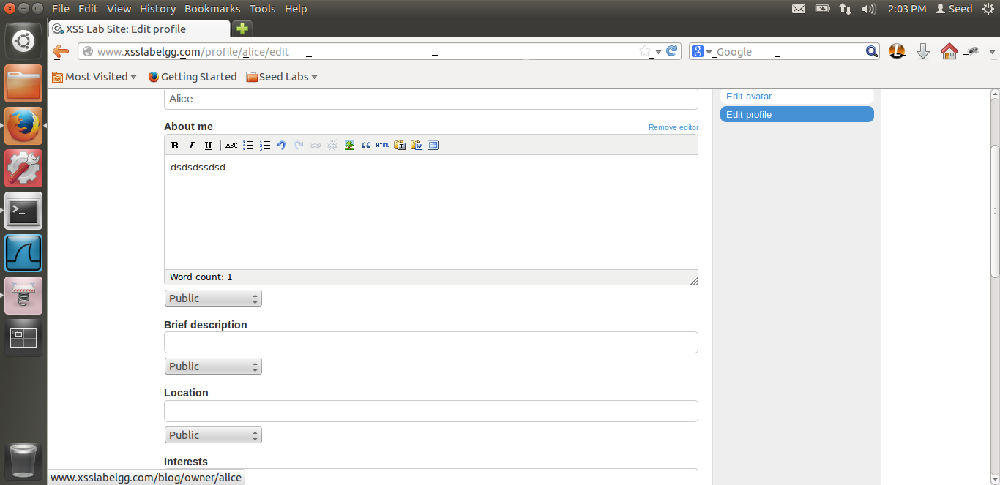 File Edit View History Bookmarks Tools Help 2:03 PM Seed
XSS Lab Site: Edit profile
www.xsslabelgg.com/profile/alice/edit Google
Most Visited Getting Started Seed Labs
Alice
Edit avatar
Edit profile
About me Remove editor
B I U ABC HTML
dsdsdssdsd
Word count: 1
Public
Brief description
Public
Location
Public
Interests
www.xsslabelgg.com/blog/owner/alice